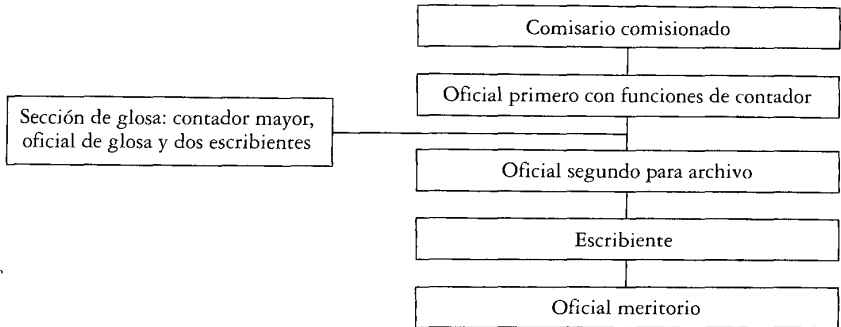 Comisario comisionado
Oficial primero con funciones de contador
Sección de glosa: contador mayor,
oficial de glosa y dos escribientes
Oficial segundo para archivo
Escribiente
Oficial meritorio